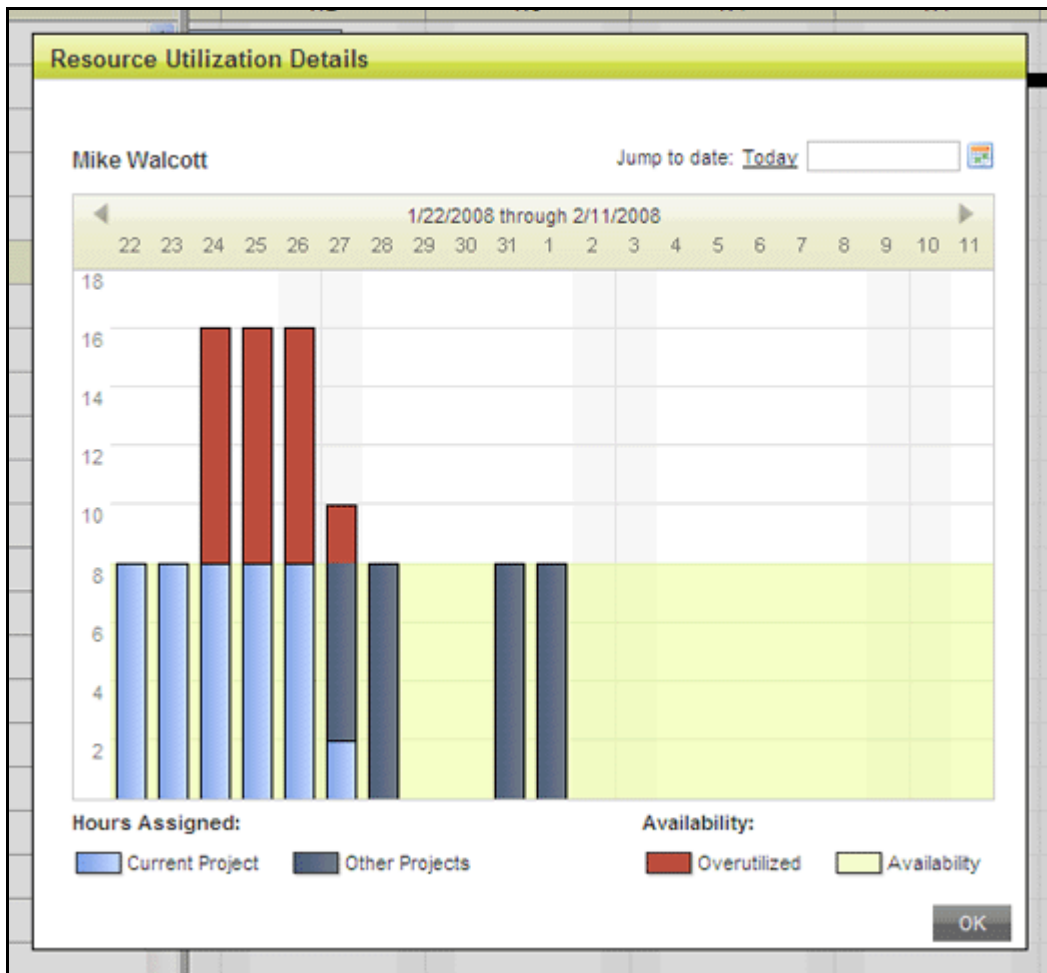 Resource Utilization Details
Mike Walcott
Jump to date: Today
1/22/2008 through 2/11/2008
22 23 24 25 26 27 28 29 30 31 1 2 3 4 5 6 7 8 9 10 11
18
16
14
12
10
8
6
4
2
Hours Assigned: Availability:
Current Project Other Projects Overutilized Availability
OK